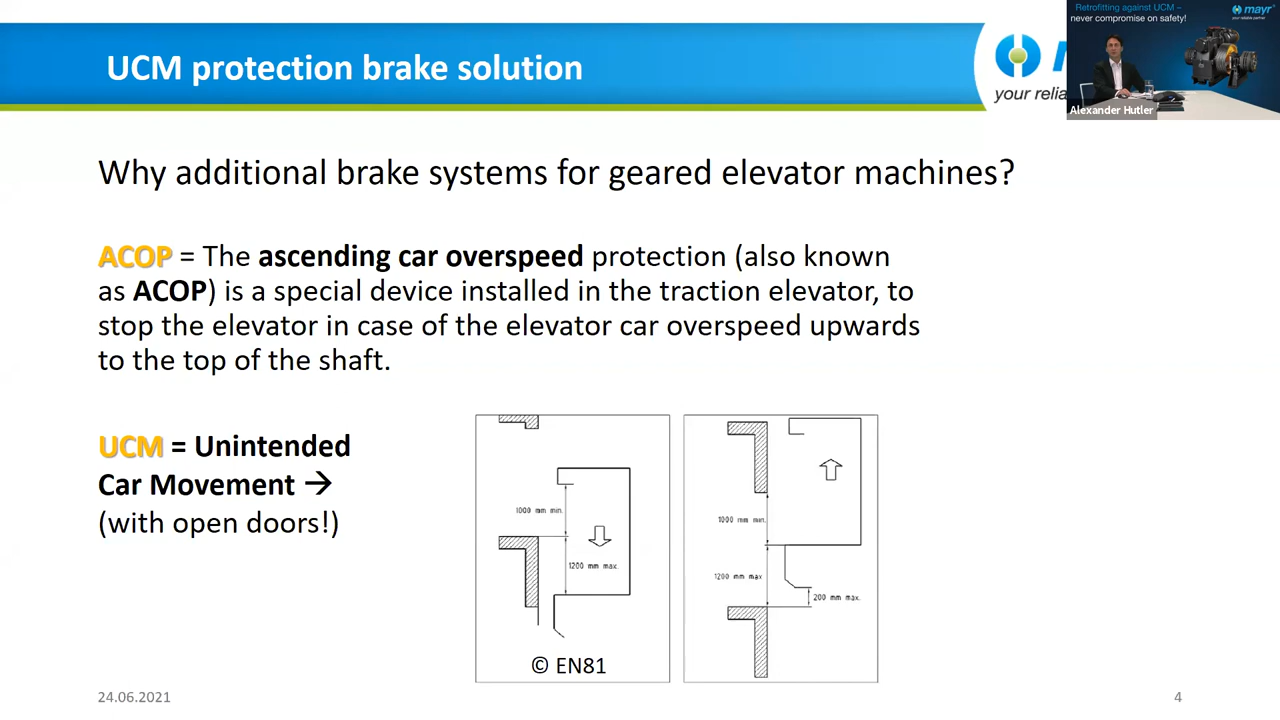 UCM protection brake solution
your relia
Retrofitting against UCM –
never compromise on safety!
mayr®
your reliable partner
Alexander Hutler
Why additional brake systems for geared elevator machines?
ACOP = The ascending car overspeed protection (also known
as ACOP) is a special device installed in the traction elevator, to
stop the elevator in case of the elevator car overspeed upwards
to the top of the shaft.
UCM = Unintended
Car Movement →
(with open doors!)
1000 mm min.
1200 mm max.
© EN81
1000 mm min.
1200 mm max
200 mm max.
24.06.2021
4